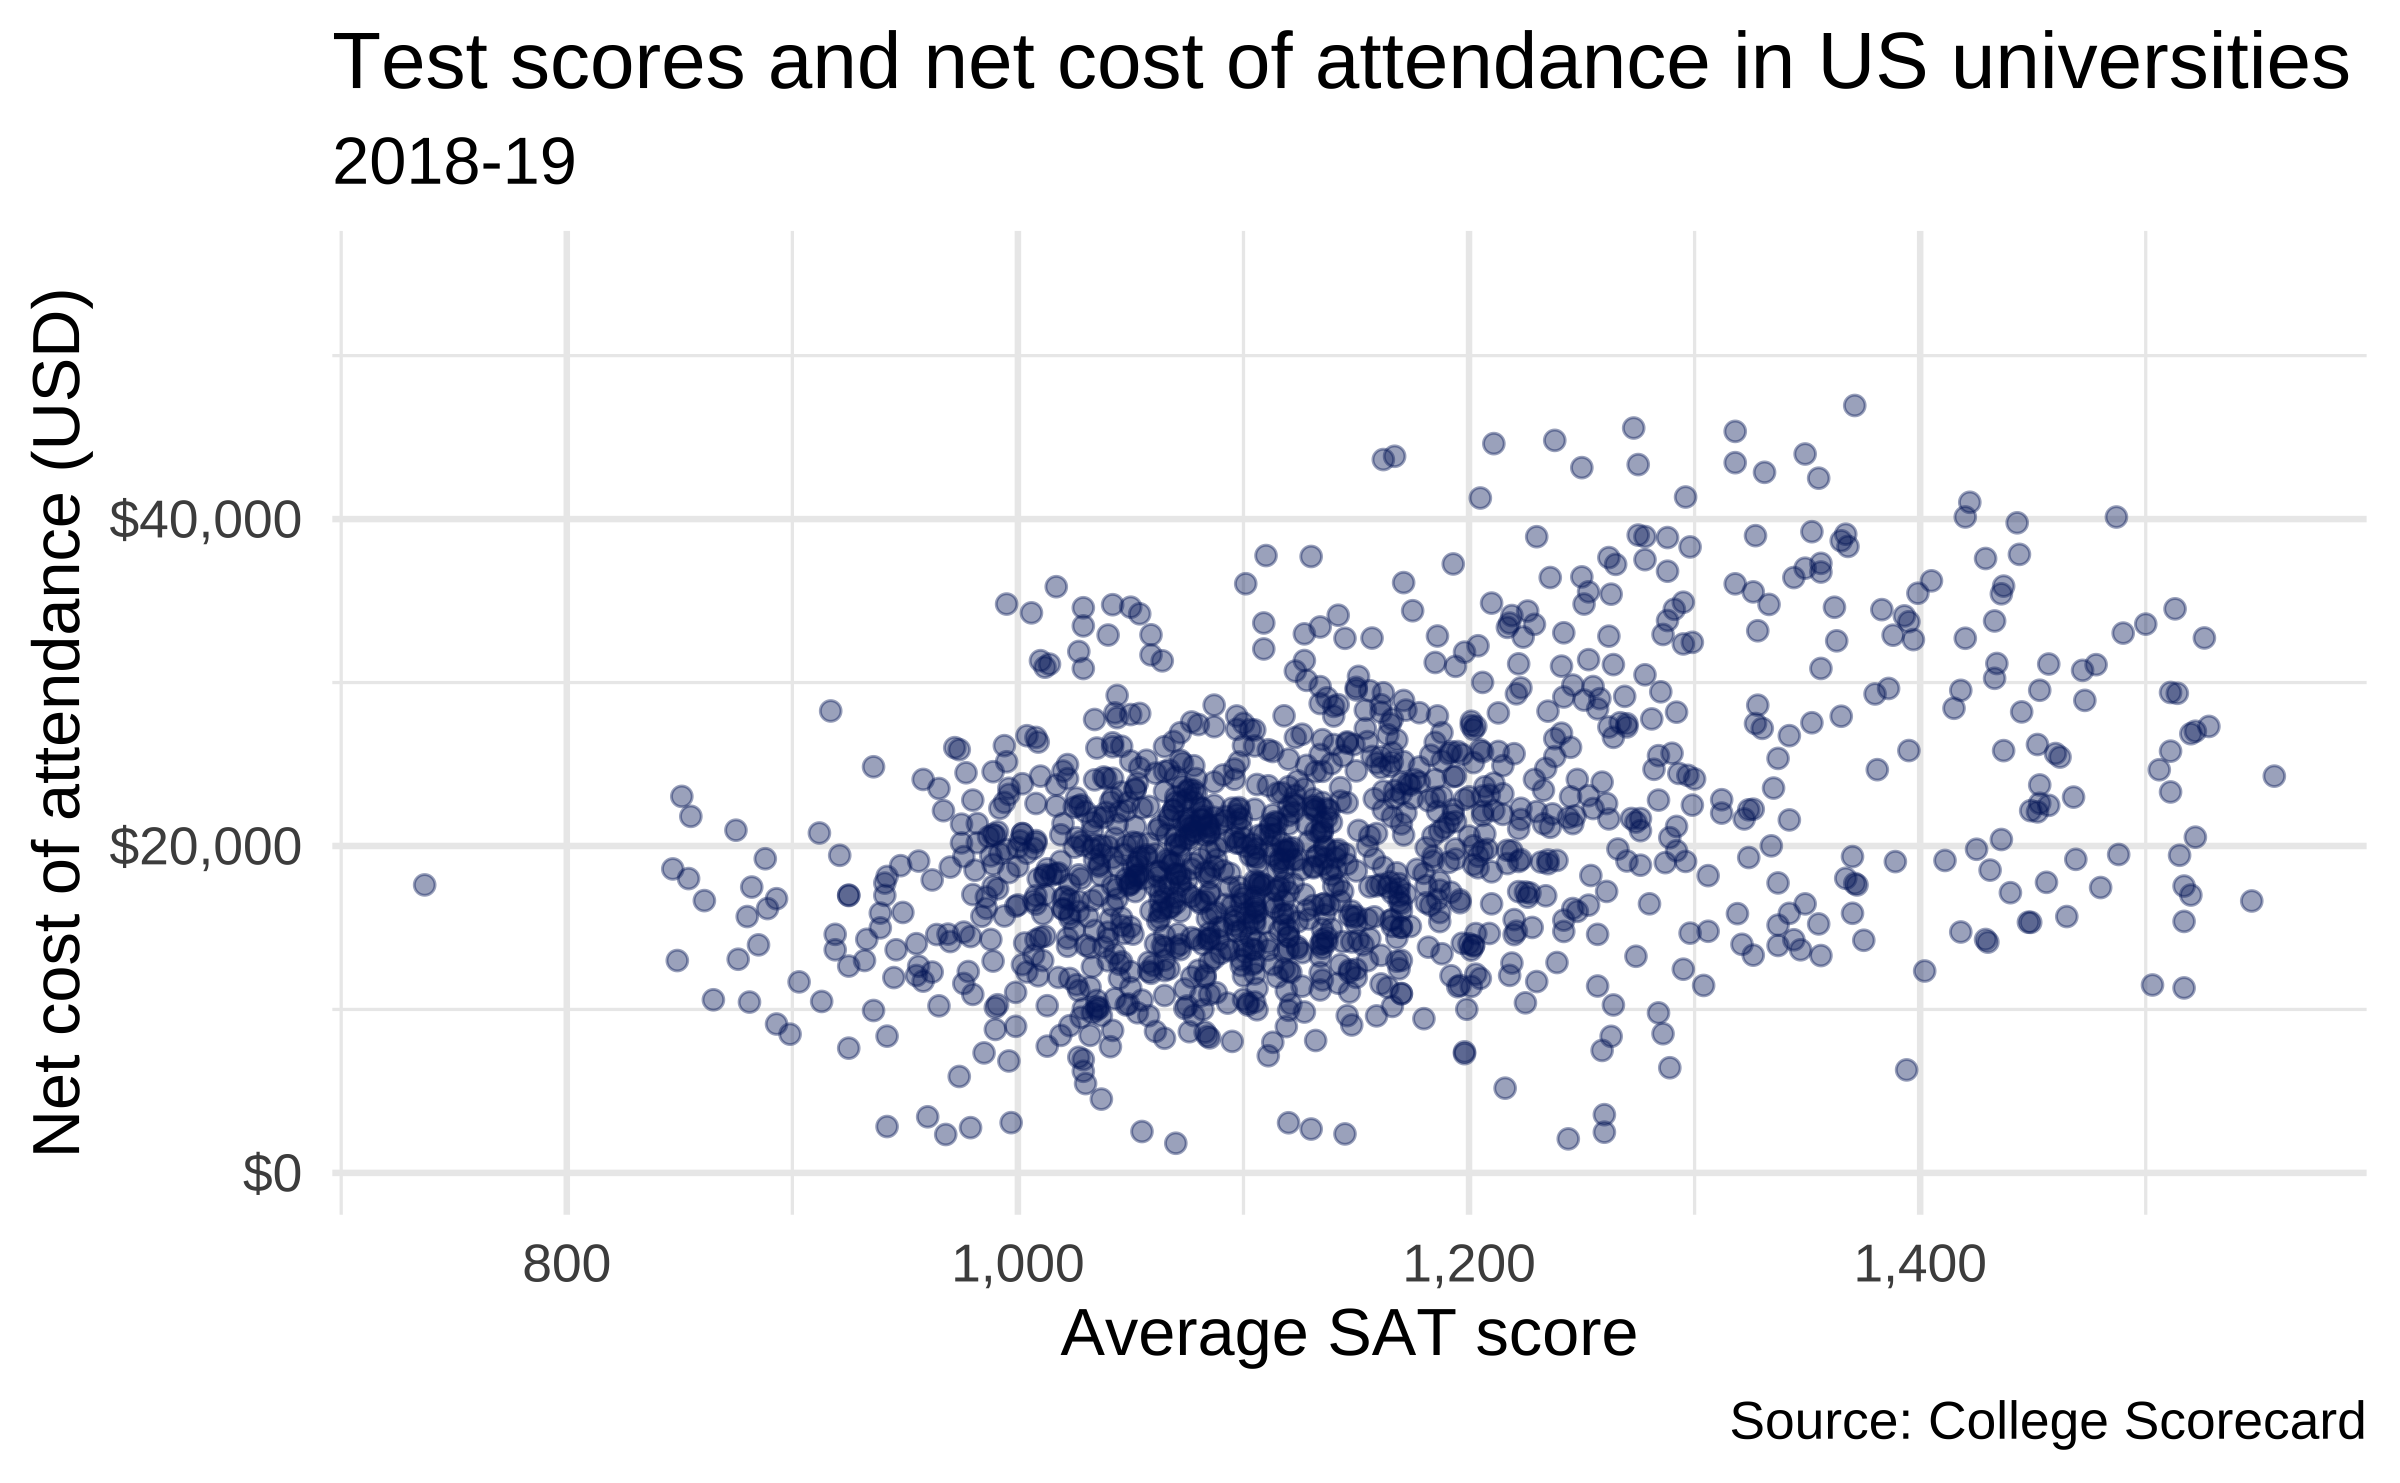 Test scores and net cost of attendance in US universities
2018-19
Net cost of attendance (USD)
$40,000
$20,000
$0
800 1,000 1,200 1,400
Average SAT score
Source: College Scorecard